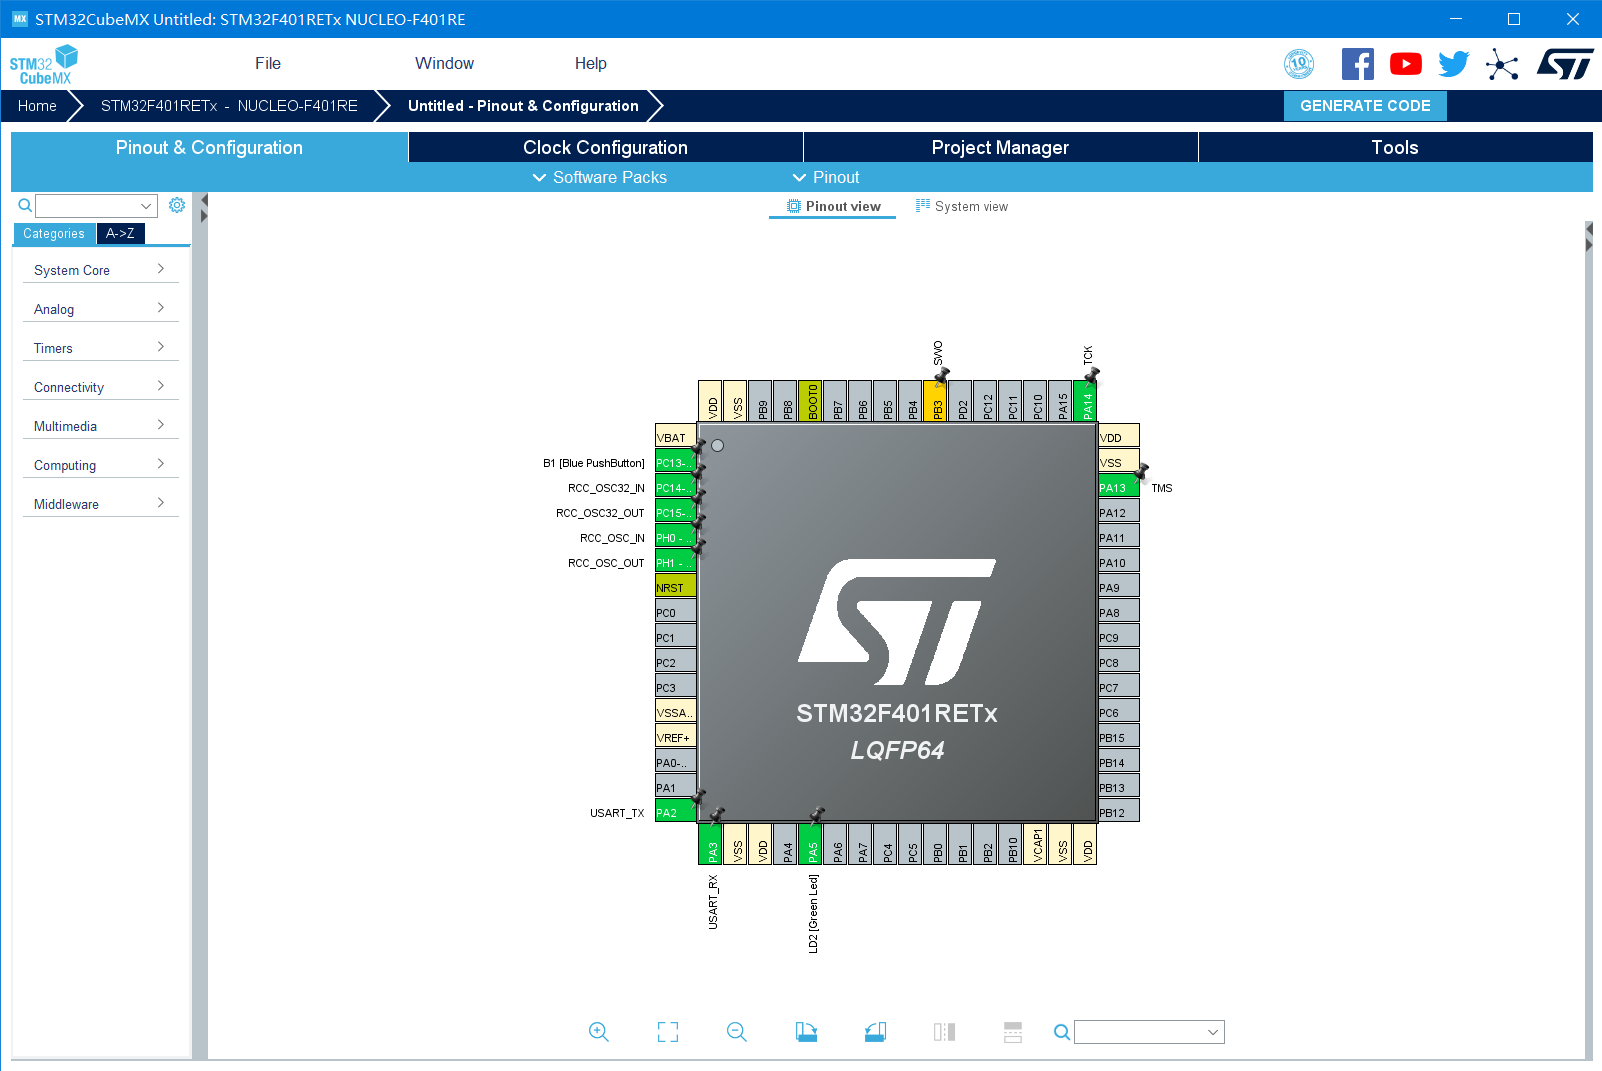 STM32CubeMX Untitled: STM32F401RETx NUCLEO-F401RE
STM32 CubeMX
File
Window
Help
10
Home
STM32F401RETx - NUCLEO-F401RE
Untitled - Pinout & Configuration
GENERATE CODE
Pinout & Configuration
Clock Configuration
Project Manager
Tools
Software Packs
Pinout
Pinout view
System view
Categories
A->Z
System Core
Analog
Timers
Connectivity
Multimedia
Computing
Middleware
SWO
TCK
VDD
VSS
PB9
PB8
BOOT0
PB7
PB6
PB5
PB4
PB3
PD2
PC12
PC11
PC10
PA15
PA14
VBAT
B1 [Blue PushButton]
PC13-..
RCC_OSC32_IN
PC14-..
RCC_OSC32_OUT
PC15-..
RCC_OSC_IN
PH0 - ..
RCC_OSC_OUT
PH1 - ..
NRST
PC0
PC1
PC2
PC3
VSSA..
VREF+
PA0-..
PA1
USART_TX
PA2
VDD
VSS
PA13
TMS
PA12
PA11
PA10
PA9
PA8
PC9
PC8
PC7
PC6
PB15
PB14
PB13
PB12
ST
STM32F401RETx
LQFP64
PA3
VSS
VDD
PA4
PA5
PA6
PA7
PC4
PC5
PB0
PB1
PB2
PB10
VCAP1
VSS
VDD
USART_RX
LD2 [Green Led]